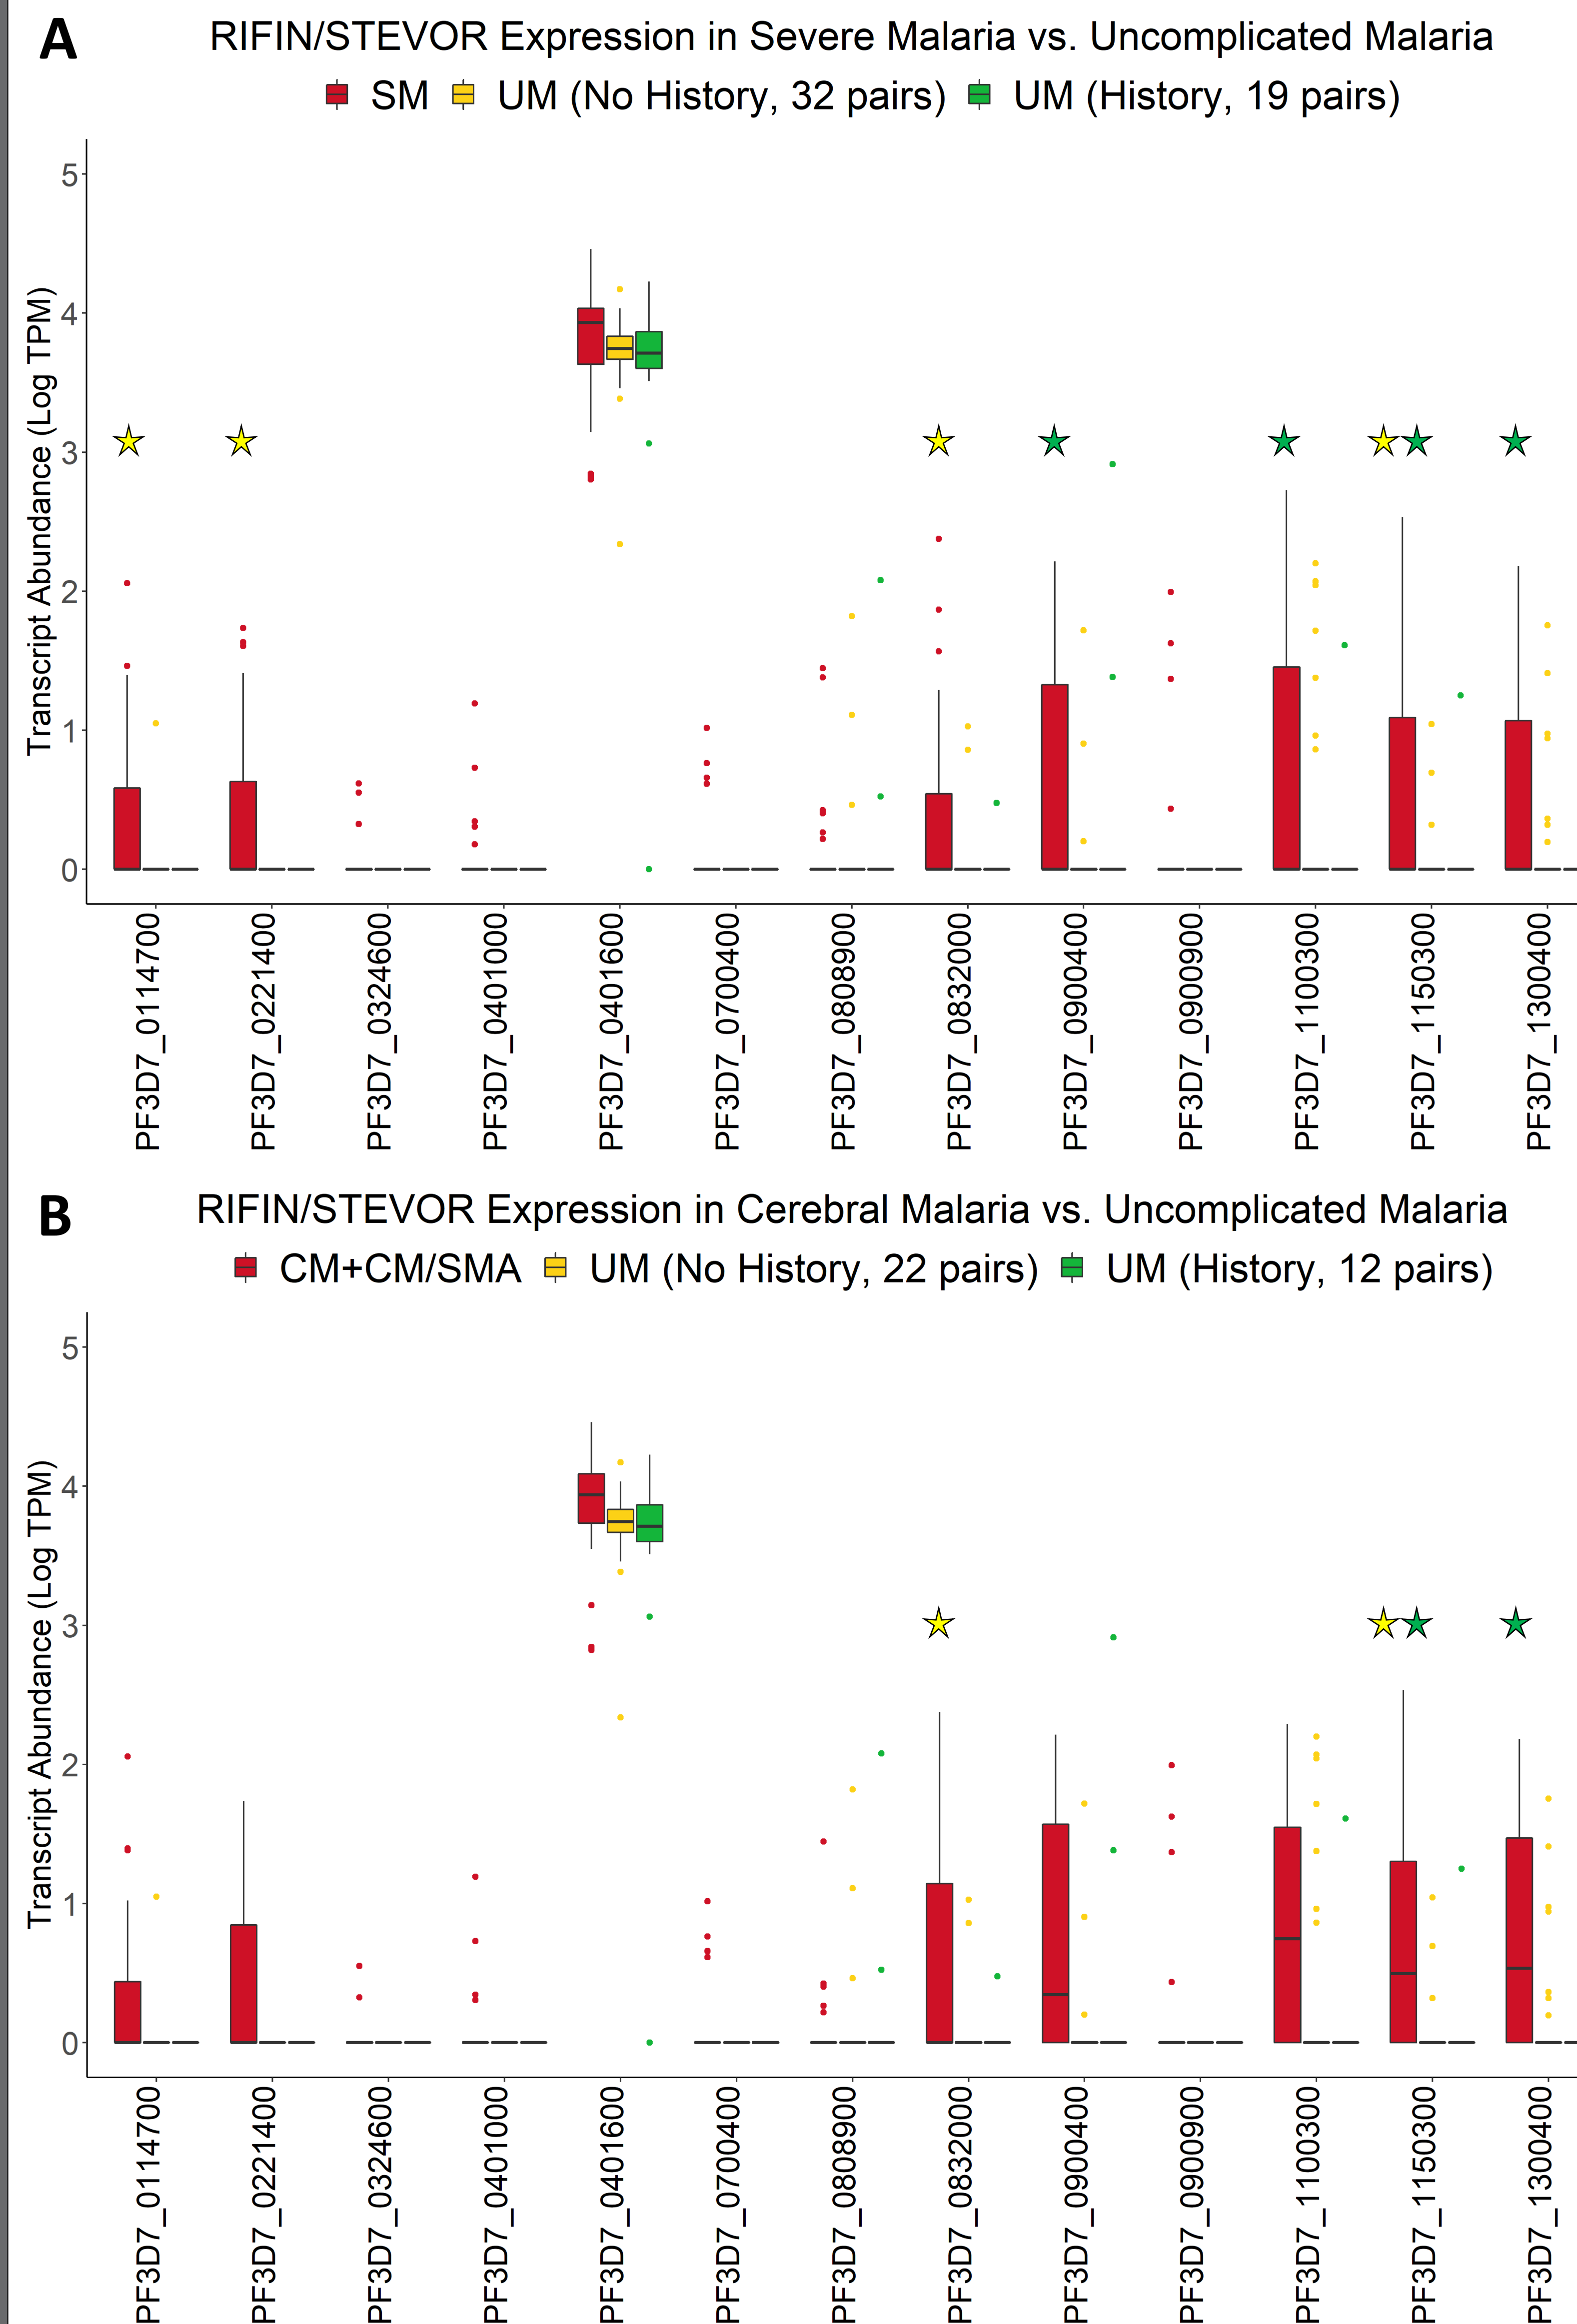 A
RIFIN/STEVOR Expression in Severe Malaria vs. Uncomplicated Malaria
SM UM (No History, 32 pairs) UM (History, 19 pairs)
Transcript Abundance (Log TPM)
5
4
3
2
1
0
PF3D7_0114700
PF3D7_0221400
PF3D7_0324600
PF3D7_0401000
PF3D7_0401600
PF3D7_0700400
PF3D7_0808900
PF3D7_0832000
PF3D7_0900400
PF3D7_0900900
PF3D7_1100300
PF3D7_1150300
PF3D7_1300400
B
RIFIN/STEVOR Expression in Cerebral Malaria vs. Uncomplicated Malaria
CM+CM/SMA UM (No History, 22 pairs) UM (History, 12 pairs)
Transcript Abundance (Log TPM)
5
4
3
2
1
0
PF3D7_0114700
PF3D7_0221400
PF3D7_0324600
PF3D7_0401000
PF3D7_0401600
PF3D7_0700400
PF3D7_0808900
PF3D7_0832000
PF3D7_0900400
PF3D7_0900900
PF3D7_1100300
PF3D7_1150300
PF3D7_1300400